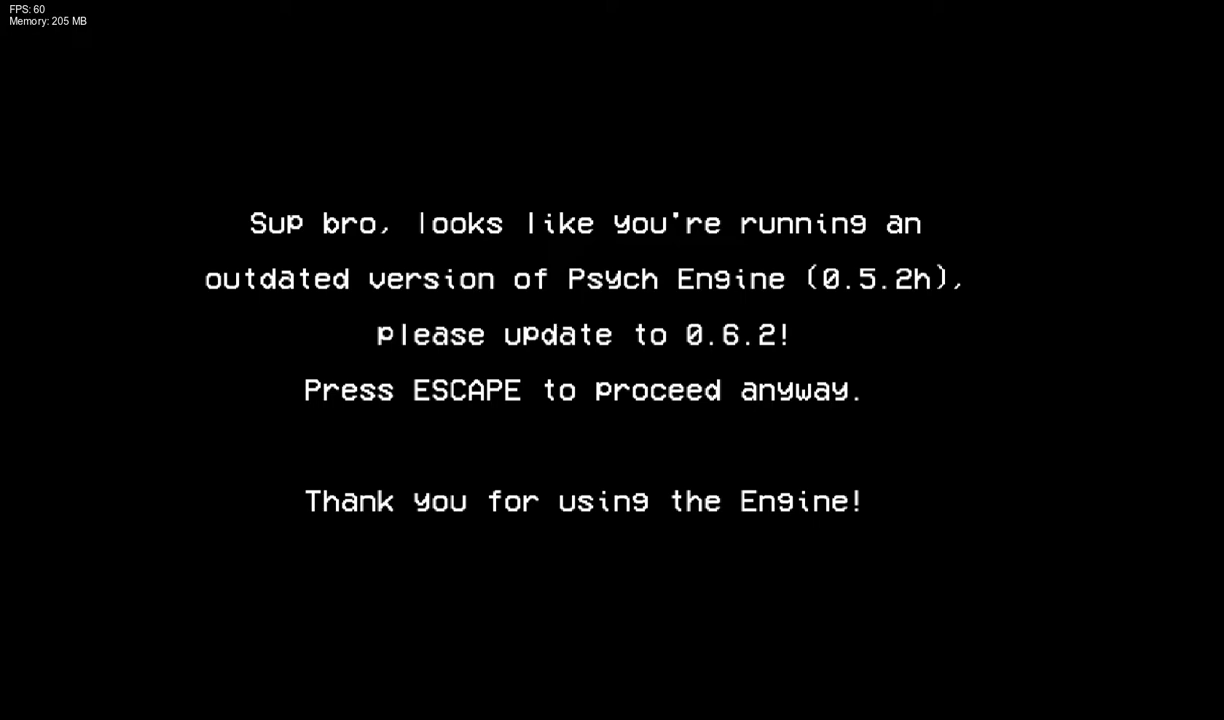 FPS: 60
Memory: 205 MB
Sup bro, looks like you're running an
outdated version of Psych Engine (0.5.2h),
please update to 0.6.2!
Press ESCAPE to proceed anyway.
Thank you for using the Engine!